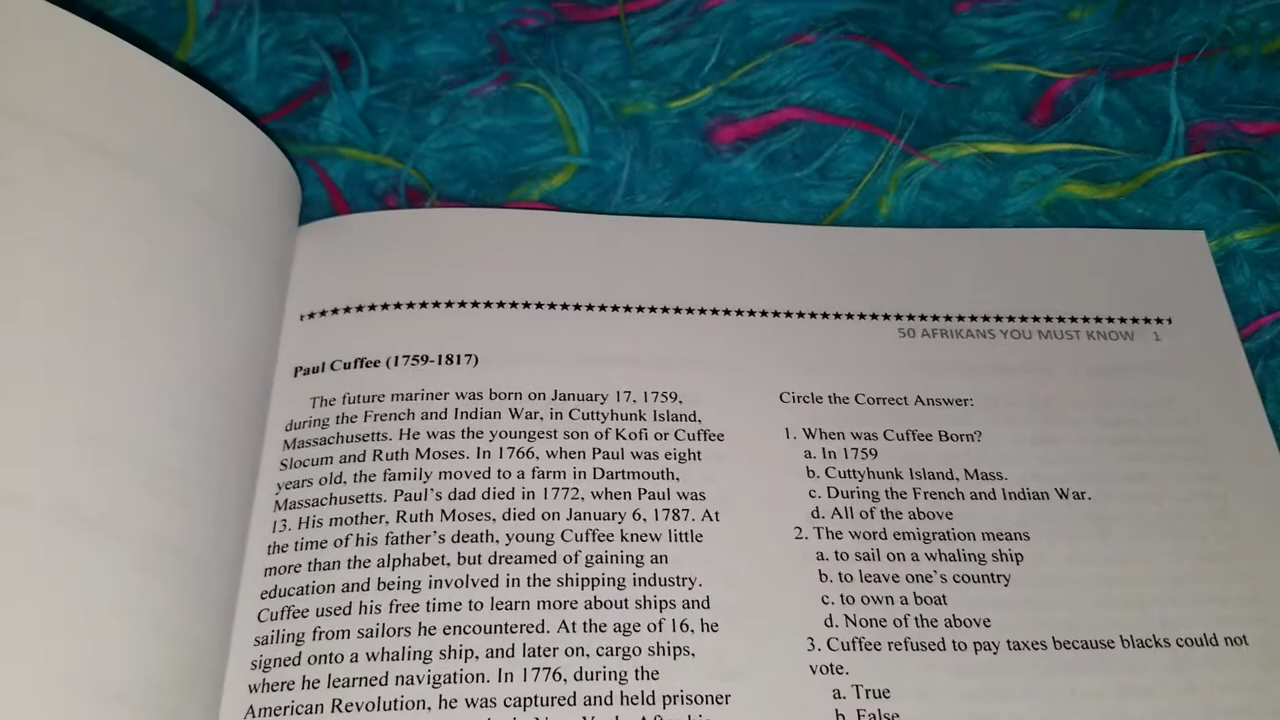 ★★★★★★★★★★★★★★★★★★★★★★★★★★★★★★★★★★★★★★★★★★★★★★★★★★★★★★★★★★★★★★★★★★★★★★★★★★
50 AFRIKANS YOU MUST KNOW 1
Paul Cuffee (1759-1817)
The future mariner was born on January 17, 1759,
during the French and Indian War, in Cuttyhunk Island,
Massachusetts. He was the youngest son of Kofi or Cuffee
Slocum and Ruth Moses. In 1766, when Paul was eight
years old, the family moved to a farm in Dartmouth,
Massachusetts. Paul's dad died in 1772, when Paul was
13. His mother, Ruth Moses, died on January 6, 1787. At
the time of his father's death, young Cuffee knew little
more than the alphabet, but dreamed of gaining an
education and being involved in the shipping industry.
Cuffee used his free time to learn more about ships and
sailing from sailors he encountered. At the age of 16, he
signed onto a whaling ship, and later on, cargo ships,
where he learned navigation. In 1776, during the
American Revolution, he was captured and held prisoner
Circle the Correct Answer:
1. When was Cuffee Born?
a. In 1759
b. Cuttyhunk Island, Mass.
c. During the French and Indian War.
d. All of the above
2. The word emigration means
a. to sail on a whaling ship
b. to leave one's country
c. to own a boat
d. None of the above
3. Cuffee refused to pay taxes because blacks could not
vote.
a. True
b. False